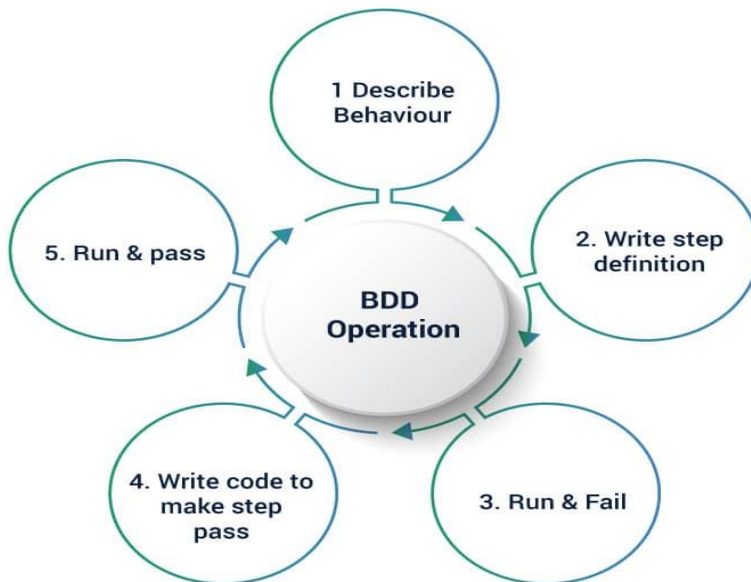 1 Describe
Behaviour
2. Write step
definition
3. Run & Fail
4. Write code to
make step
pass
5. Run & pass
BDD
Operation